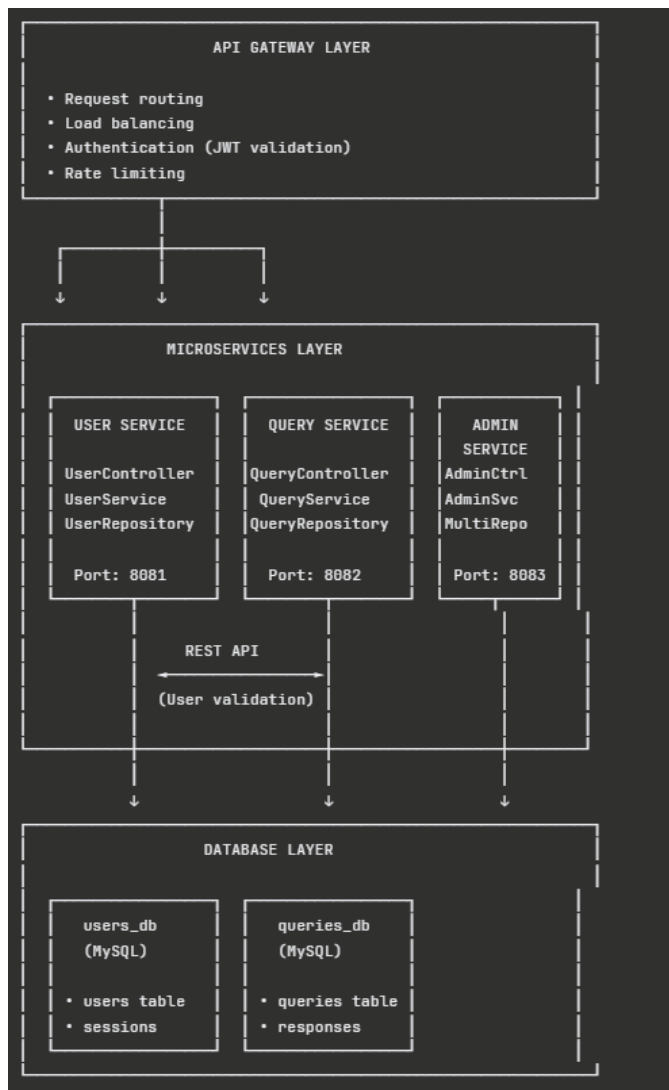 API GATEWAY LAYER
• Request routing
• Load balancing
• Authentication (JWT validation)
• Rate limiting
MICROSERVICES LAYER
USER SERVICE
UserController
UserService
UserRepository
Port: 8081
QUERY SERVICE
QueryController
QueryService
QueryRepository
Port: 8082
ADMIN
SERVICE
AdminCtrl
AdminSvc
MultiRepo
Port: 8083
REST API
(User validation)
DATABASE LAYER
users_db
(MySQL)
• users table
• sessions
queries_db
(MySQL)
• queries table
• responses